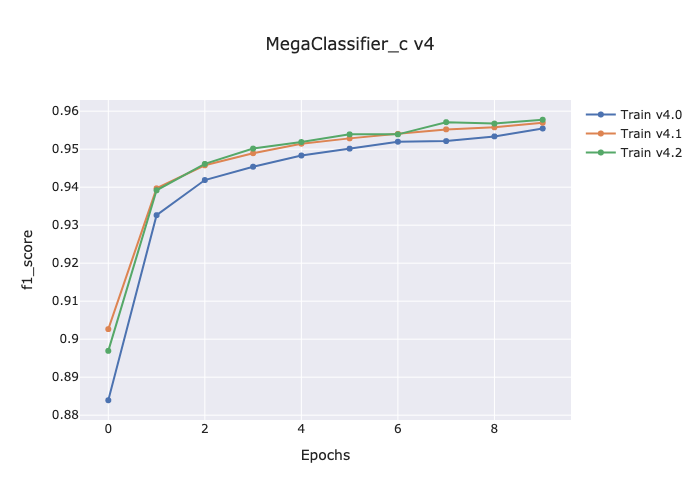 MegaClassifier_c v4
0.96
0.95
0.94
0.93
0.92
0.91
0.9
0.89
0.88
f1_score
0 2 4 6 8
Epochs
Train v4.0
Train v4.1
Train v4.2